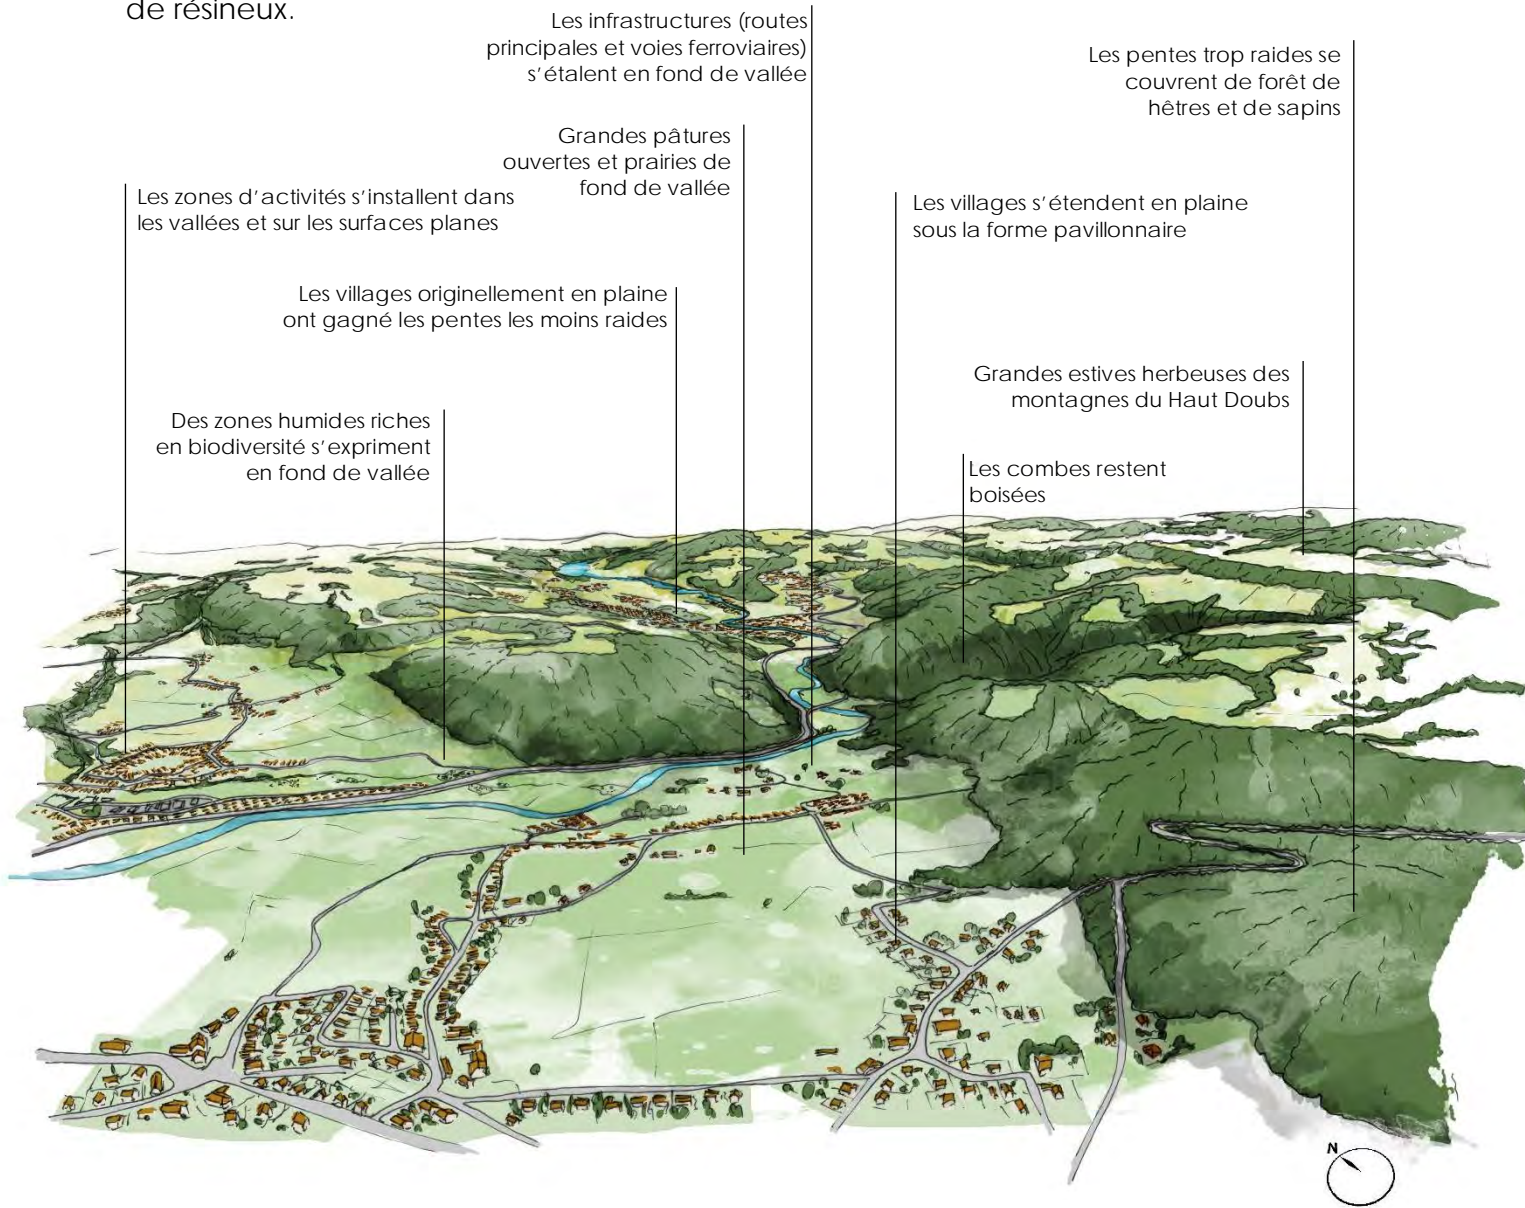 de résineux.
Les infrastructures (routes
principales et voies ferroviaires)
s'étalent en fond de vallée
Les pentes trop raides se
couvrent de forêt de
hêtres et de sapins
Grandes pâtures
ouvertes et prairies de
fond de vallée
Les zones d'activités s'installent dans
les vallées et sur les surfaces planes
Les villages s'étendent en plaine
sous la forme pavillonnaire
Les villages originellement en plaine
ont gagné les pentes les moins raides
Grandes estives herbeuses des
montagnes du Haut Doubs
Des zones humides riches
en biodiversité s'expriment
en fond de vallée
Les combes restent
boisées
N